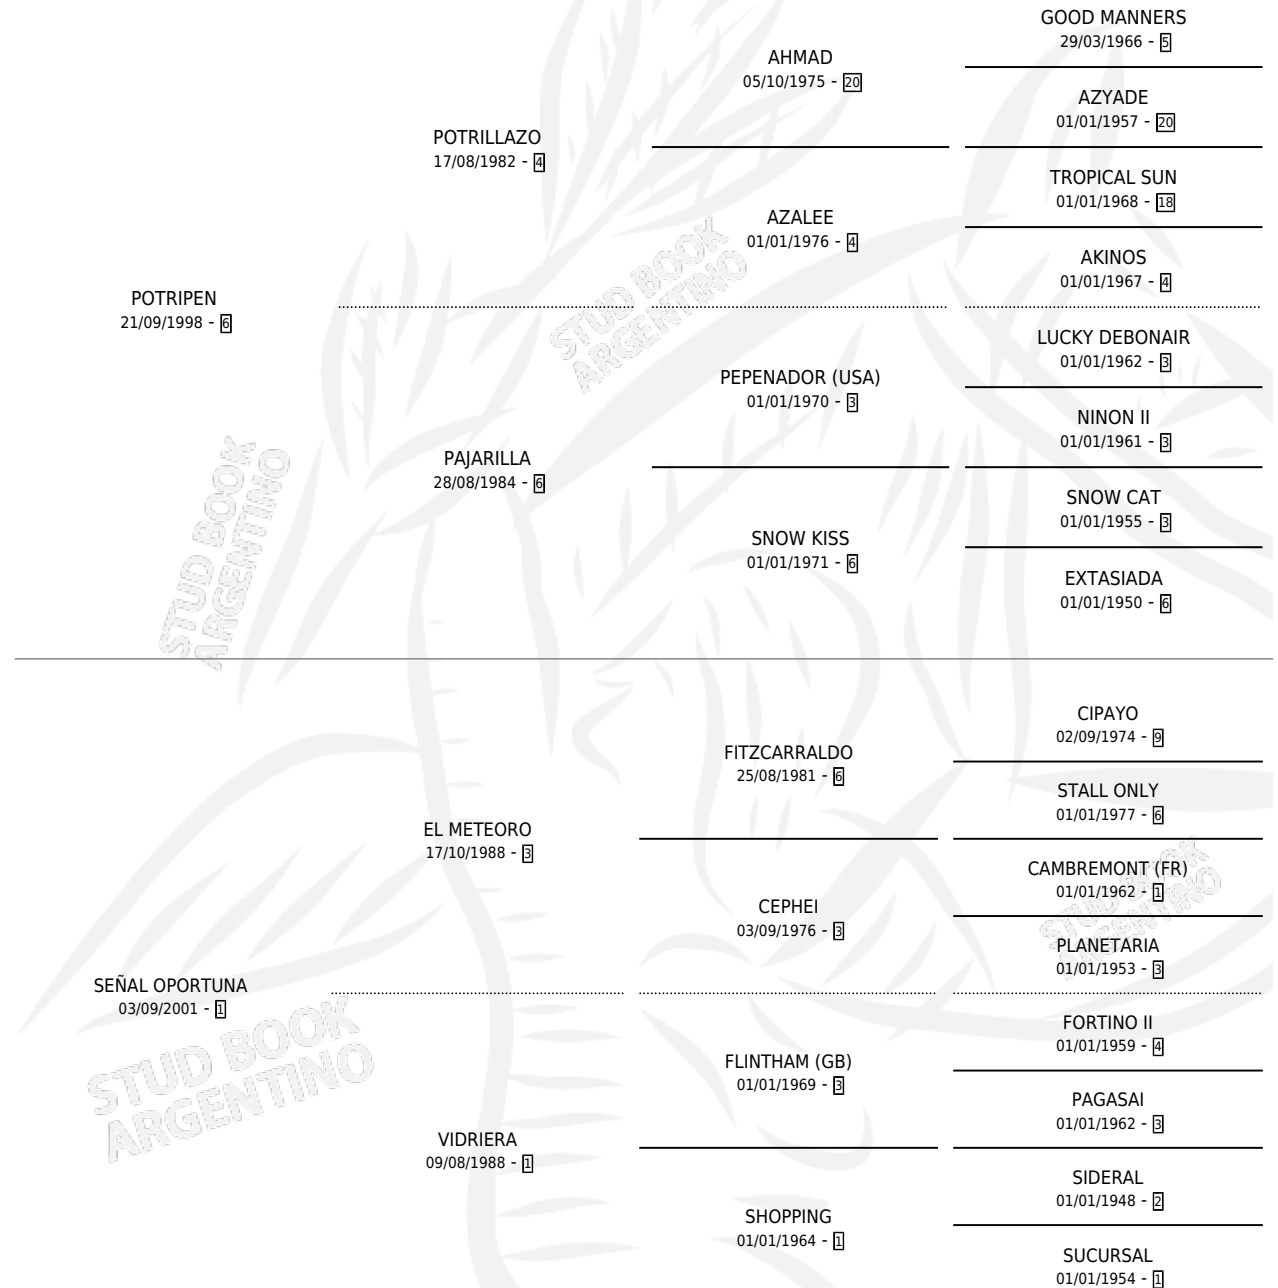 GOOD MANNERS
29/03/1966 - 5
AHMAD
05/10/1975 - 20
AZYADE
01/01/1957 - 20
POTRILLAZO
17/08/1982 - 4
TROPICAL SUN
01/01/1968 - 18
AZALEE
01/01/1976 - 4
AKINOS
01/01/1967 - 4
POTRIPEN
21/09/1998 - 6
LUCKY DEBONAIR
01/01/1962 - 3
PEPENADOR (USA)
01/01/1970 - 3
NINON II
01/01/1961 - 3
PAJARILLA
28/08/1984 - 6
SNOW CAT
01/01/1955 - 3
SNOW KISS
01/01/1971 - 6
EXTASIADA
01/01/1950 - 6
CIPAYO
02/09/1974 - 9
FITZCARRALDO
25/08/1981 - 6
STALL ONLY
01/01/1977 - 6
EL METEORO
17/10/1988 - 3
CAMBREMONT (FR)
01/01/1962 - 1
CEPHEI
03/09/1976 - 3
PLANETARIA
01/01/1953 - 3
SEÑAL OPORTUNA
03/09/2001 - 1
FORTINO II
01/01/1959 - 4
FLINTHAM (GB)
01/01/1969 - 3
PAGASAI
01/01/1962 - 3
VIDRIERA
09/08/1988 - 1
SIDERAL
01/01/1948 - 2
SHOPPING
01/01/1964 - 1
SUCURSAL
01/01/1954 - 1
STUD BOOK
ARGENTINO
STUD BOOK
ARGENTINO
STUD BOOK
ARGENTINO
STUD BOOK
ARGENTINO